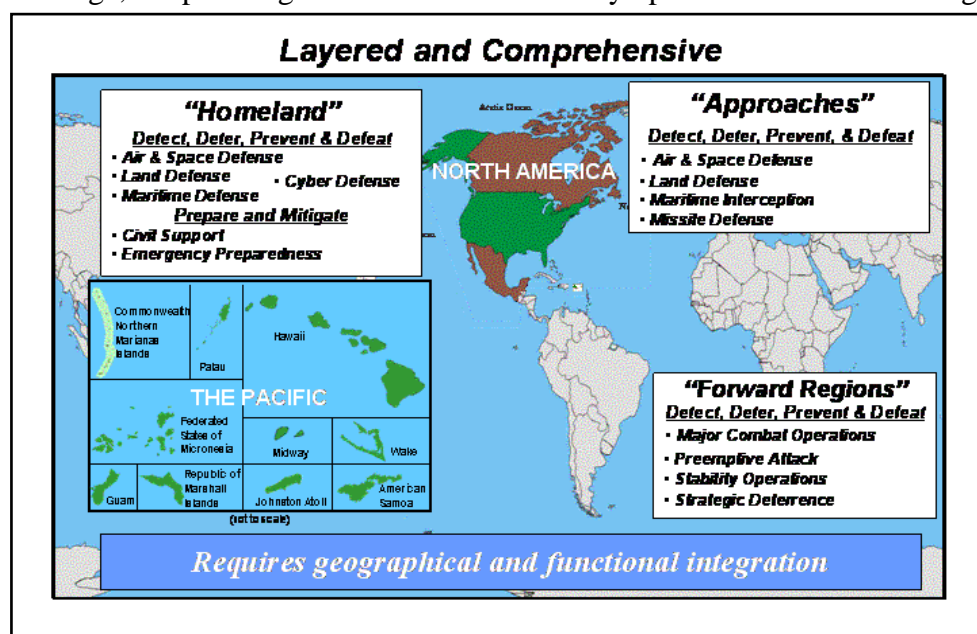 Layered and Comprehensive
"Homeland"
Detect, Deter, Prevent & Defeat
· Air & Space Defense
· Land Defense
· Cyber Defense
· Maritime Defense
Prepare and Mitigate
· Civil Support
· Emergency Preparedness
Arctic Ocean
NORTH AMERICA
"Approaches"
Detect, Deter, Prevent, & Defeat
· Air & Space Defense
· Land Defense
· Maritime Interception
· Missile Defense
Commonwealth
Northern
Marianas
Islands
Palau
Hawaii
THE PACIFIC
Federated
States of
Micronesia
Midway
Wake
Guam
Republic of
Marshall
Islands
Johnston Atoll
American
Samoa
(not to scale)
"Forward Regions"
Detect, Deter, Prevent & Defeat
· Major Combat Operations
· Preemptive Attack
· Stability Operations
· Strategic Deterrence
Requires geographical and functional integration